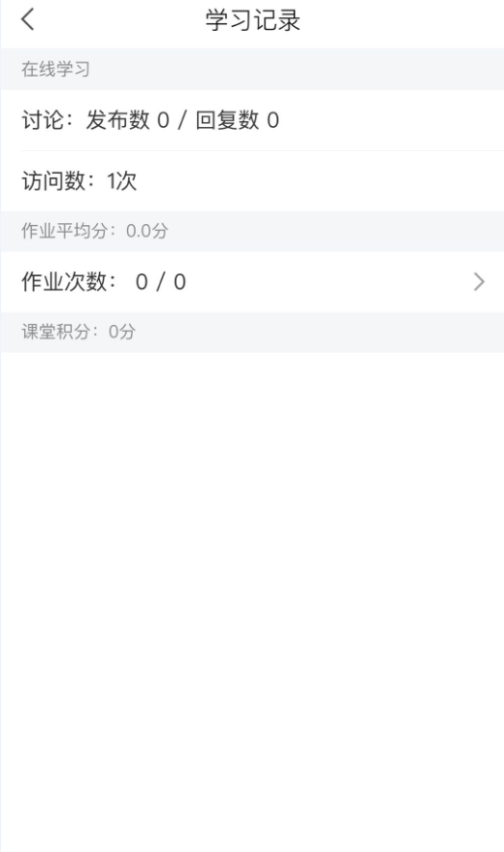 学习记录
在线学习
讨论：发布数 0 / 回复数 0
访问数：1次
作业平均分：0.0分
作业次数： 0 / 0
课堂积分：0分